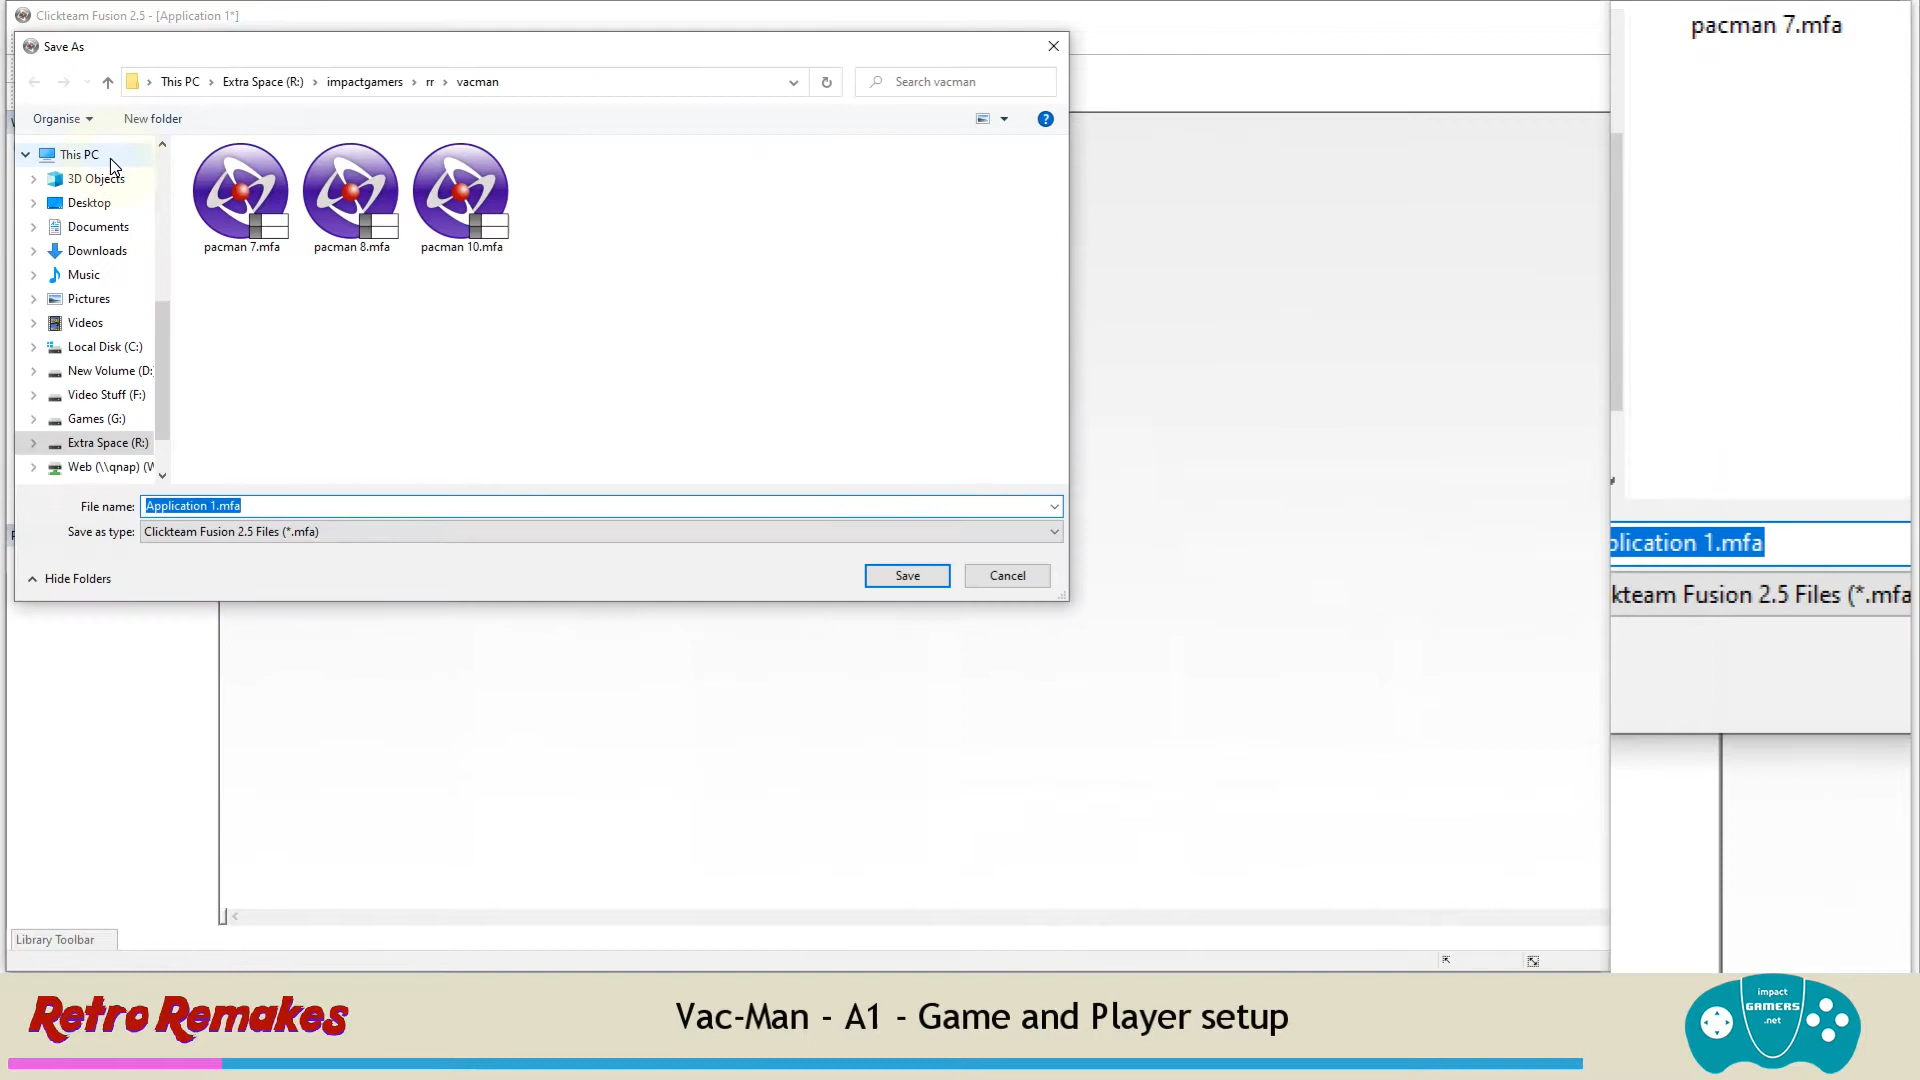 Clickteam Fusion 2.5 - [Application 1*]
Save As
This PC > Extra Space (R:) > impactgamers > rr > vacman
Search vacman
Organise
New folder
This PC
3D Objects
Desktop
Documents
Downloads
Music
Pictures
Videos
Local Disk (C:)
New Volume (D:
Video Stuff (F:)
Games (G:)
Extra Space (R:)
Web (\\qnap) (W
pacman 7.mfa
pacman 8.mfa
pacman 10.mfa
File name: Application 1.mfa
Save as type: Clickteam Fusion 2.5 Files (*.mfa)
Hide Folders
Save
Cancel
pacman 7.mfa
plication 1.mfa
kteam Fusion 2.5 Files (*.mfa
Library Toolbar
Retro Remakes
Vac-Man - A1 - Game and Player setup
impact
GAMERS
.net